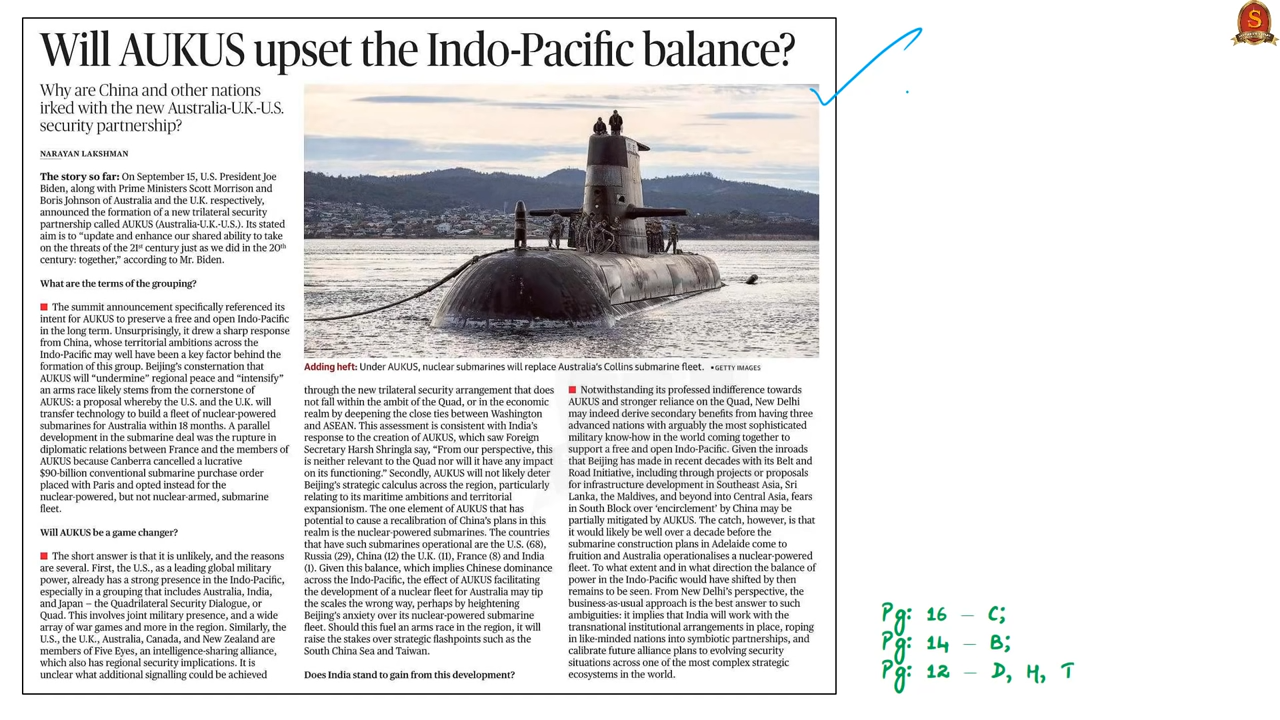 Will AUKUS upset the Indo-Pacific balance?
Why are China and other nations
irked with the new Australia-U.K.-U.S.
security partnership?
NARAYAN LAKSHMAN
The story so far: On September 15, U.S. President Joe
Biden, along with Prime Ministers Scott Morrison and
Boris Johnson of Australia and the U.K. respectively,
announced the formation of a new trilateral security
partnership called AUKUS (Australia-U.K.-U.S.). Its stated
aim is to “update and enhance our shared ability to take
on the threats of the 21st century just as we did in the 20th
century: together,” according to Mr. Biden.
What are the terms of the grouping?
■ The summit announcement specifically referenced its
intent for AUKUS to preserve a free and open Indo-Pacific
in the long term. Unsurprisingly, it drew a sharp response
from China, whose territorial ambitions across the
Indo-Pacific may well have been a key factor behind the
formation of this group. Beijing’s consternation that
AUKUS will “undermine” regional peace and “intensify”
an arms race likely stems from the cornerstone of
AUKUS: a proposal whereby the U.S. and the U.K. will
transfer technology to build a fleet of nuclear-powered
submarines for Australia within 18 months. A parallel
development in the submarine deal was the rupture in
diplomatic relations between France and the members of
AUKUS because Canberra cancelled a lucrative
$90-billion conventional submarine purchase order
placed with Paris and opted instead for the
nuclear-powered, but not nuclear-armed, submarine
fleet.
Will AUKUS be a game changer?
■ The short answer is that it is unlikely, and the reasons
are several. First, the U.S., as a leading global military
power, already has a strong presence in the Indo-Pacific,
especially in a grouping that includes Australia, India,
and Japan – the Quadrilateral Security Dialogue, or
Quad. This involves joint military presence, and a wide
array of war games and more in the region. Similarly, the
U.S., the U.K., Australia, Canada, and New Zealand are
members of Five Eyes, an intelligence-sharing alliance,
which also has regional security implications. It is
unclear what additional signalling could be achieved
Adding heft: Under AUKUS, nuclear submarines will replace Australia’s Collins submarine fleet. ■ GETTY IMAGES
through the new trilateral security arrangement that does
not fall within the ambit of the Quad, or in the economic
realm by deepening the close ties between Washington
and ASEAN. This assessment is consistent with India’s
response to the creation of AUKUS, which saw Foreign
Secretary Harsh Shringla say, “From our perspective, this
is neither relevant to the Quad nor will it have any impact
on its functioning.” Secondly, AUKUS will not likely deter
Beijing’s strategic calculus across the region, particularly
relating to its maritime ambitions and territorial
expansionism. The one element of AUKUS that has
potential to cause a recalibration of China’s plans in this
realm is the nuclear-powered submarines. The countries
that have such submarines operational are the U.S. (68),
Russia (29), China (12) the U.K. (11), France (8) and India
(1). Given this balance, which implies Chinese dominance
across the Indo-Pacific, the effect of AUKUS facilitating
the development of a nuclear fleet for Australia may tip
the scales the wrong way, perhaps by heightening
Beijing’s anxiety over its nuclear-powered submarine
fleet. Should this fuel an arms race in the region, it will
raise the stakes over strategic flashpoints such as the
South China Sea and Taiwan.
Does India stand to gain from this development?
■ Notwithstanding its professed indifference towards
AUKUS and stronger reliance on the Quad, New Delhi
may indeed derive secondary benefits from having three
advanced nations with arguably the most sophisticated
military know-how in the world coming together to
support a free and open Indo-Pacific. Given the inroads
that Beijing has made in recent decades with its Belt and
Road Initiative, including through projects or proposals
for infrastructure development in Southeast Asia, Sri
Lanka, the Maldives, and beyond into Central Asia, fears
in South Block over ‘encirclement’ by China may be
partially mitigated by AUKUS. The catch, however, is that
it would likely be well over a decade before the
submarine construction plans in Adelaide come to
fruition and Australia operationalises a nuclear-powered
fleet. To what extent and in what direction the balance of
power in the Indo-Pacific would have shifted by then
remains to be seen. From New Delhi’s perspective, the
business-as-usual approach is the best answer to such
ambiguities: it implies that India will work with the
transnational institutional arrangements in place, roping
in like-minded nations into symbiotic partnerships, and
calibrate future alliance plans to evolving security
situations across one of the most complex strategic
ecosystems in the world.
S
Pg: 16 – C;
Pg: 14 – B;
Pg: 12 – D, H, T